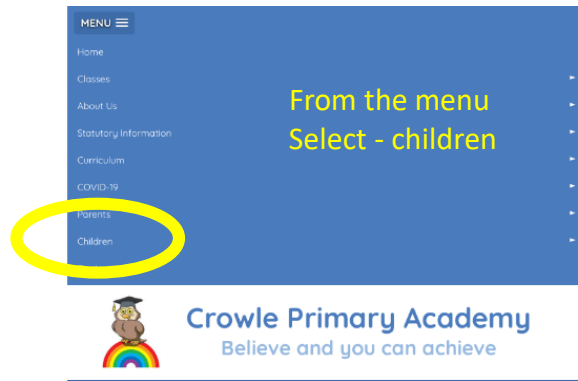 MENU
Home
Classes
About Us
Statutory Information
Curriculum
COVID-19
Parents
Children
From the menu
Select - children
Crowle Primary Academy
Believe and you can achieve